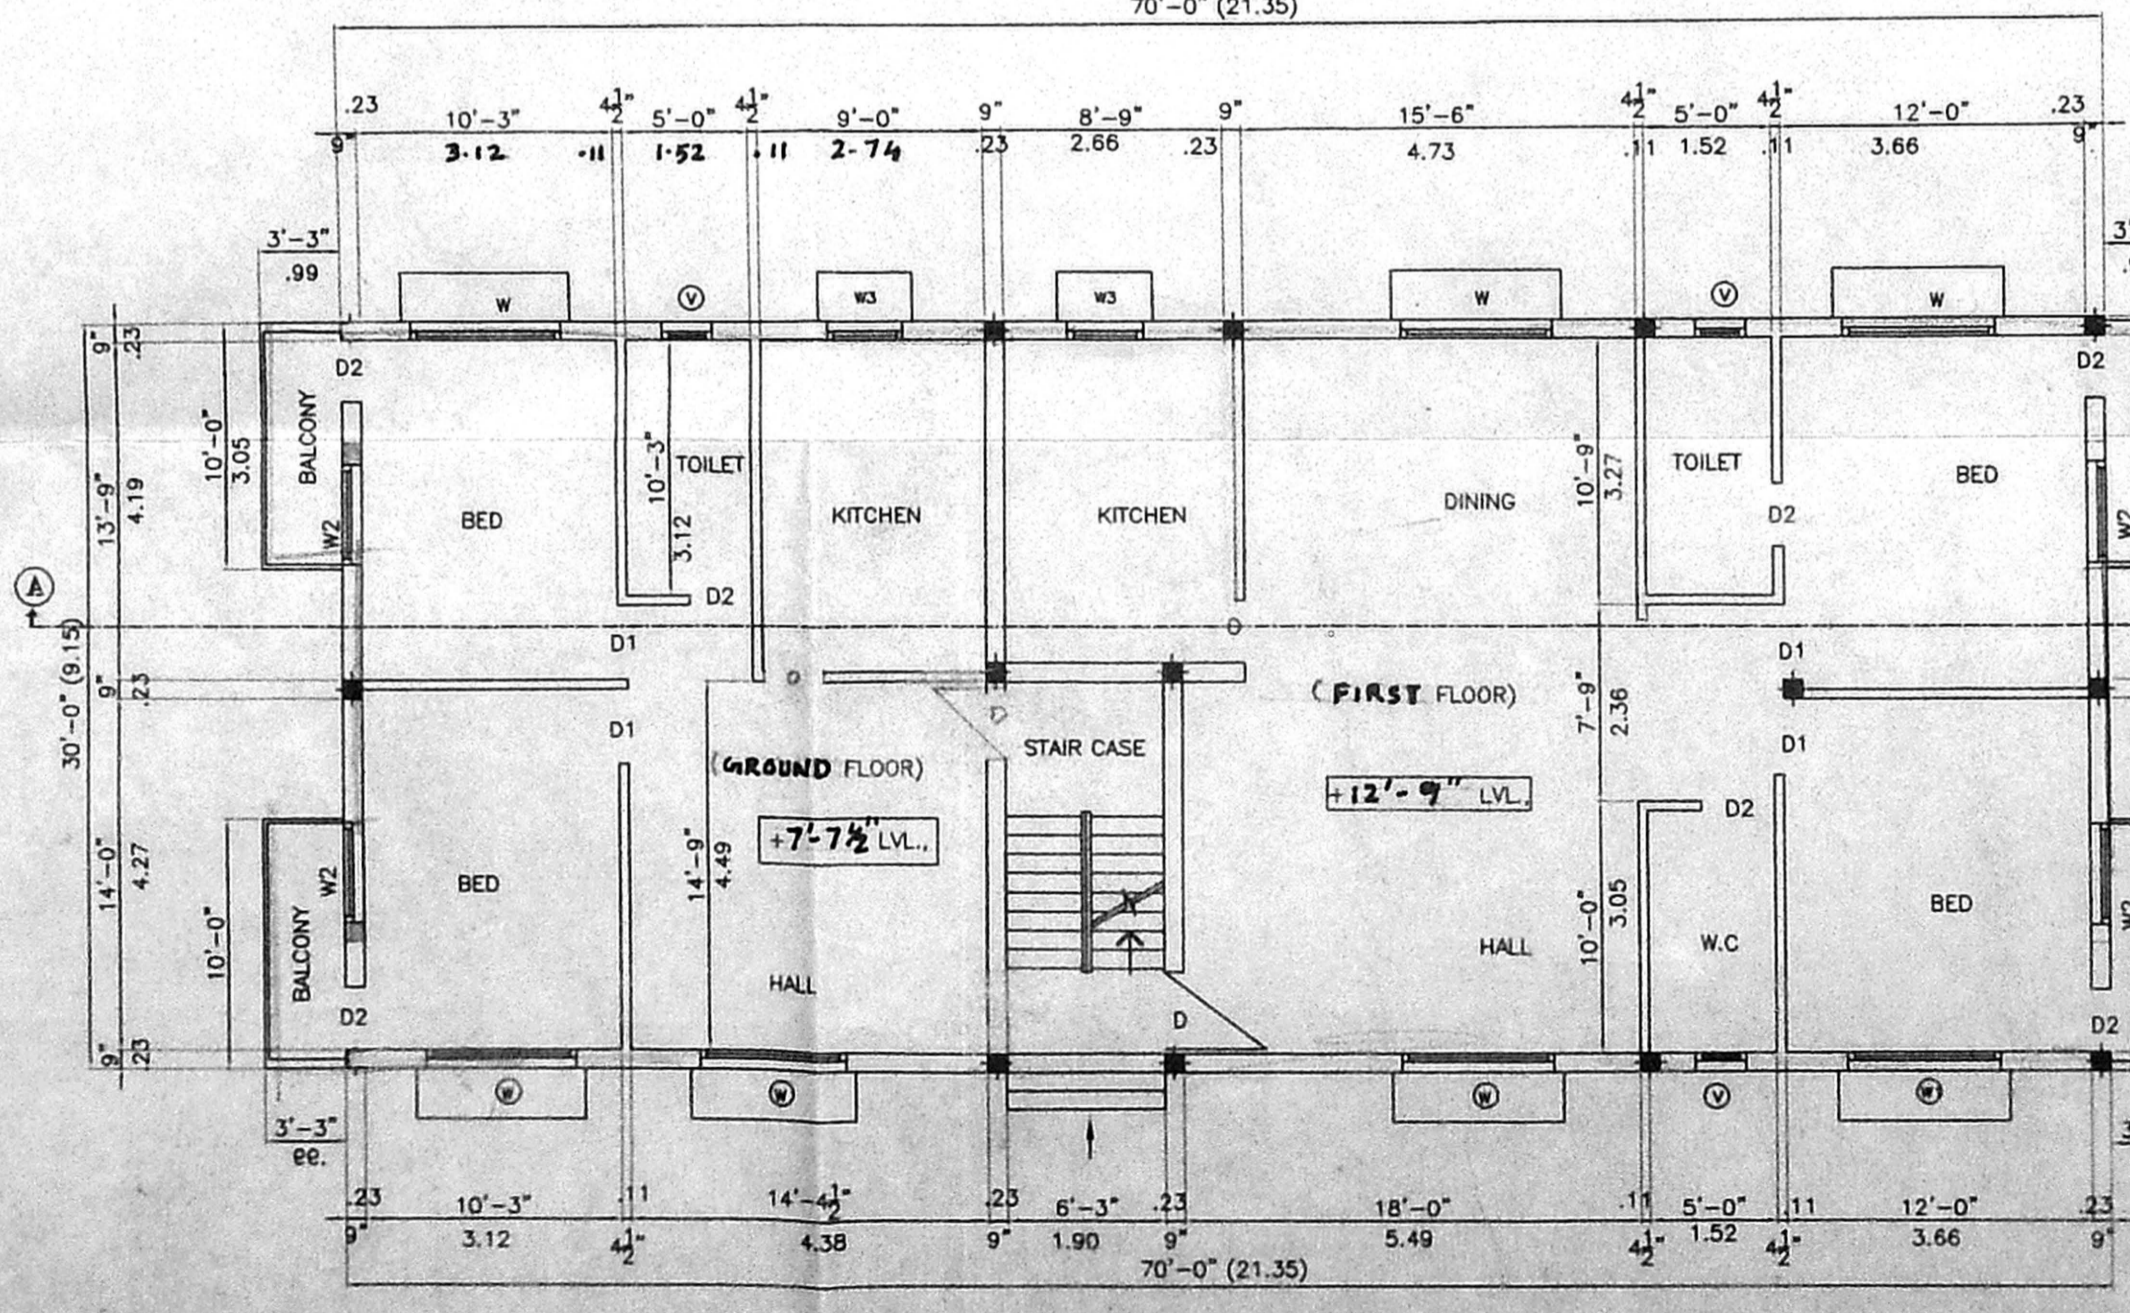 70'-0" (21.35)
.23 4½" 4½" 9" 9" 4½" 4½" .23
10'-3" 5'-0" 9'-0" 8'-9" 15'-6" 5'-0" 12'-0"
9" 3.12 .11 1.52 .11 2.74 .23 2.66 .23 4.73 .11 1.52 .11 3.66 9"
3'-3"
.99
W V W3 W3 W V W
9" .23
D2 D2
BALCONY
10'-0" 3.05
10'-3" 3.12
TOILET
10'-9" 3.27
TOILET
BED
13'-9" 4.19
W2
BED
KITCHEN
KITCHEN
DINING
D2
W2
A
D2
D1
D
D1
30'-0" (9.15)
9" .23
D
D
D1
(GROUND FLOOR)
STAIR CASE
(FIRST FLOOR)
7'-9" 2.36
D1
+7'-7½" LVL.,
+12'-9" LVL.
D2
14'-0" 4.27
W2
BED
14'-9" 4.49
10'-0" 3.05
BED
W2
10'-0"
BALCONY
HALL
HALL
W.C
D2
D
D2
9" .23
W W W V W1
3'-3"
.99
.23 10'-3" .11 14'-4½" .23 6'-3" .23 18'-0" .11 5'-0" .11 12'-0" .23
9" 3.12 4½" 4.38 9" 1.90 9" 5.49 4½" 1.52 4½" 3.66 9"
70'-0" (21.35)